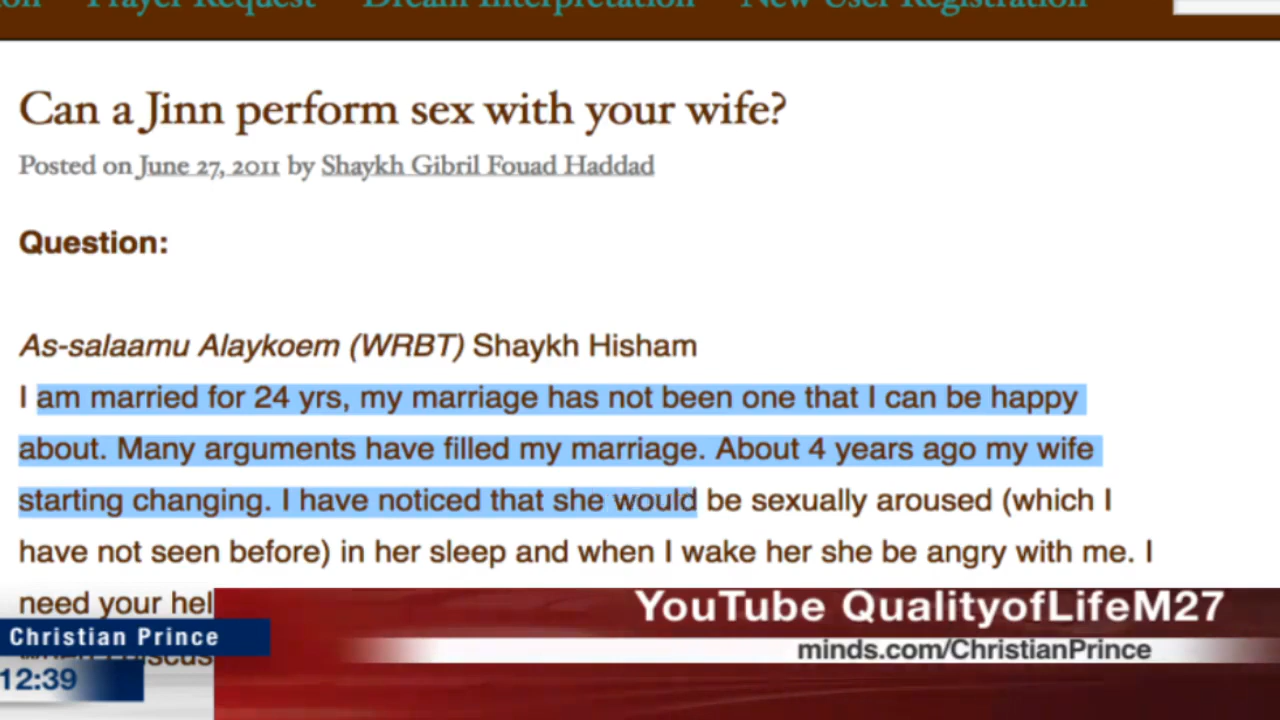 Prayer Request Dream Interpretation New User Registration
Can a Jinn perform sex with your wife?
Posted on June 27, 2011 by Shaykh Gibril Fouad Haddad
Question:
As-salaamu Alaykoem (WRBT) Shaykh Hisham
I am married for 24 yrs, my marriage has not been one that I can be happy
about. Many arguments have filled my marriage. About 4 years ago my wife
starting changing. I have noticed that she would be sexually aroused (which I
have not seen before) in her sleep and when I wake her she be angry with me. I
need your hel
YouTube QualityofLifeM27
Christian Prince
minds.com/ChristianPrince
12:39